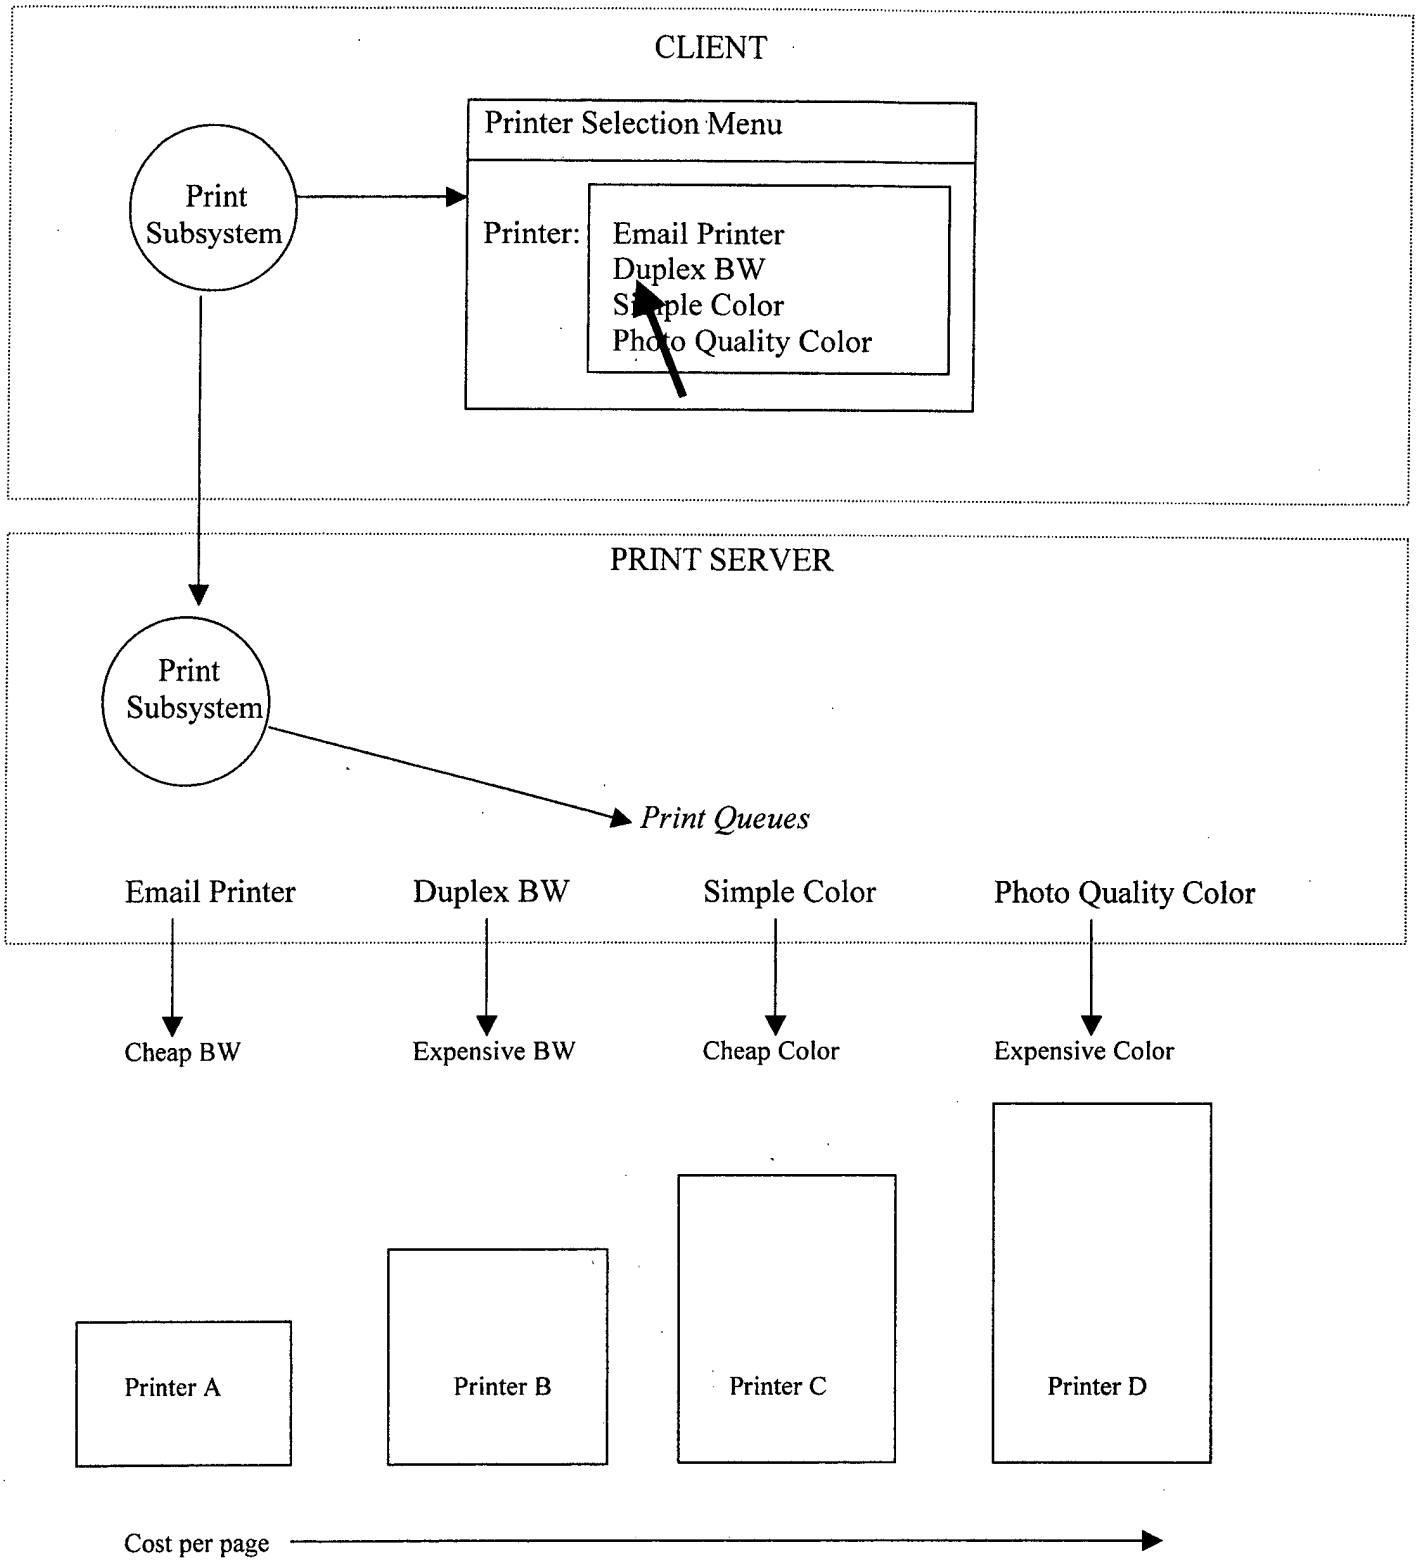 CLIENT
Printer Selection Menu
Print
Subsystem
Printer:
Email Printer
Duplex BW
Simple Color
Photo Quality Color
PRINT SERVER
Print
Subsystem
Print Queues
Email Printer Duplex BW Simple Color Photo Quality Color
Cheap BW Expensive BW Cheap Color Expensive Color
Printer A Printer B Printer C Printer D
Cost per page